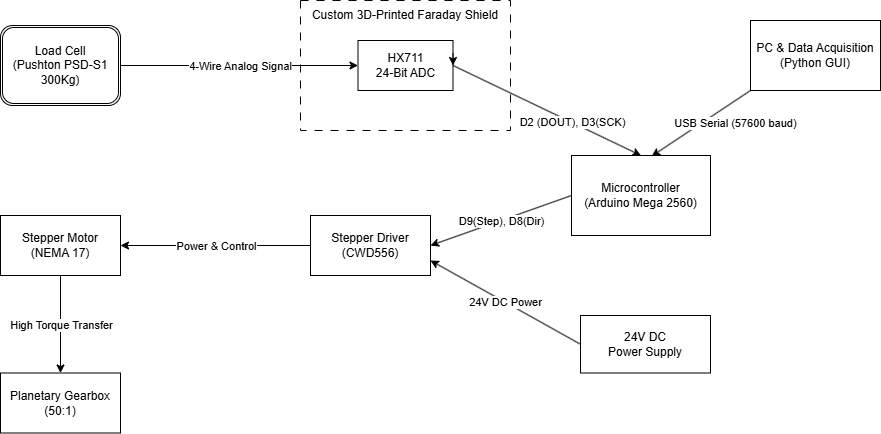 Custom 3D-Printed Faraday Shield
Load Cell
(Pushton PSD-S1
300Kg)
4-Wire Analog Signal
HX711
24-Bit ADC
PC & Data Acquisition
(Python GUI)
D2 (DOUT), D3(SCK)
USB Serial (57600 baud)
Microcontroller
(Arduino Mega 2560)
D9(Step), D8(Dir)
Stepper Motor
(NEMA 17)
Power & Control
Stepper Driver
(CWD556)
24V DC Power
24V DC
Power Supply
High Torque Transfer
Planetary Gearbox
(50:1)